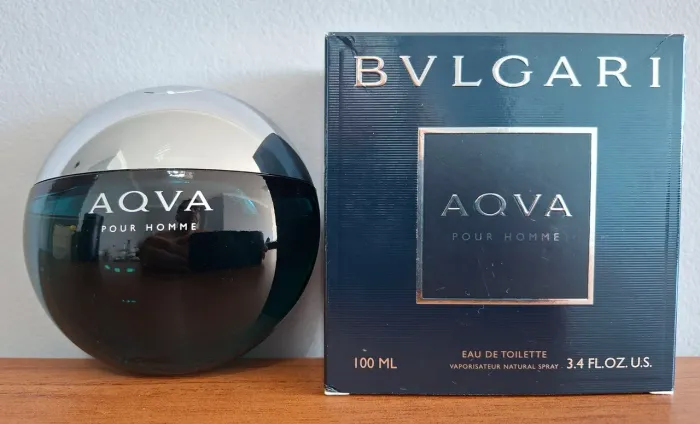 AQVA
POUR HOMME
BVLGARI
AQVA
POUR HOMME
100 ML
EAU DE TOILETTE
VAPORISATEUR NATURAL SPRAY
3.4 FL.OZ. U.S.